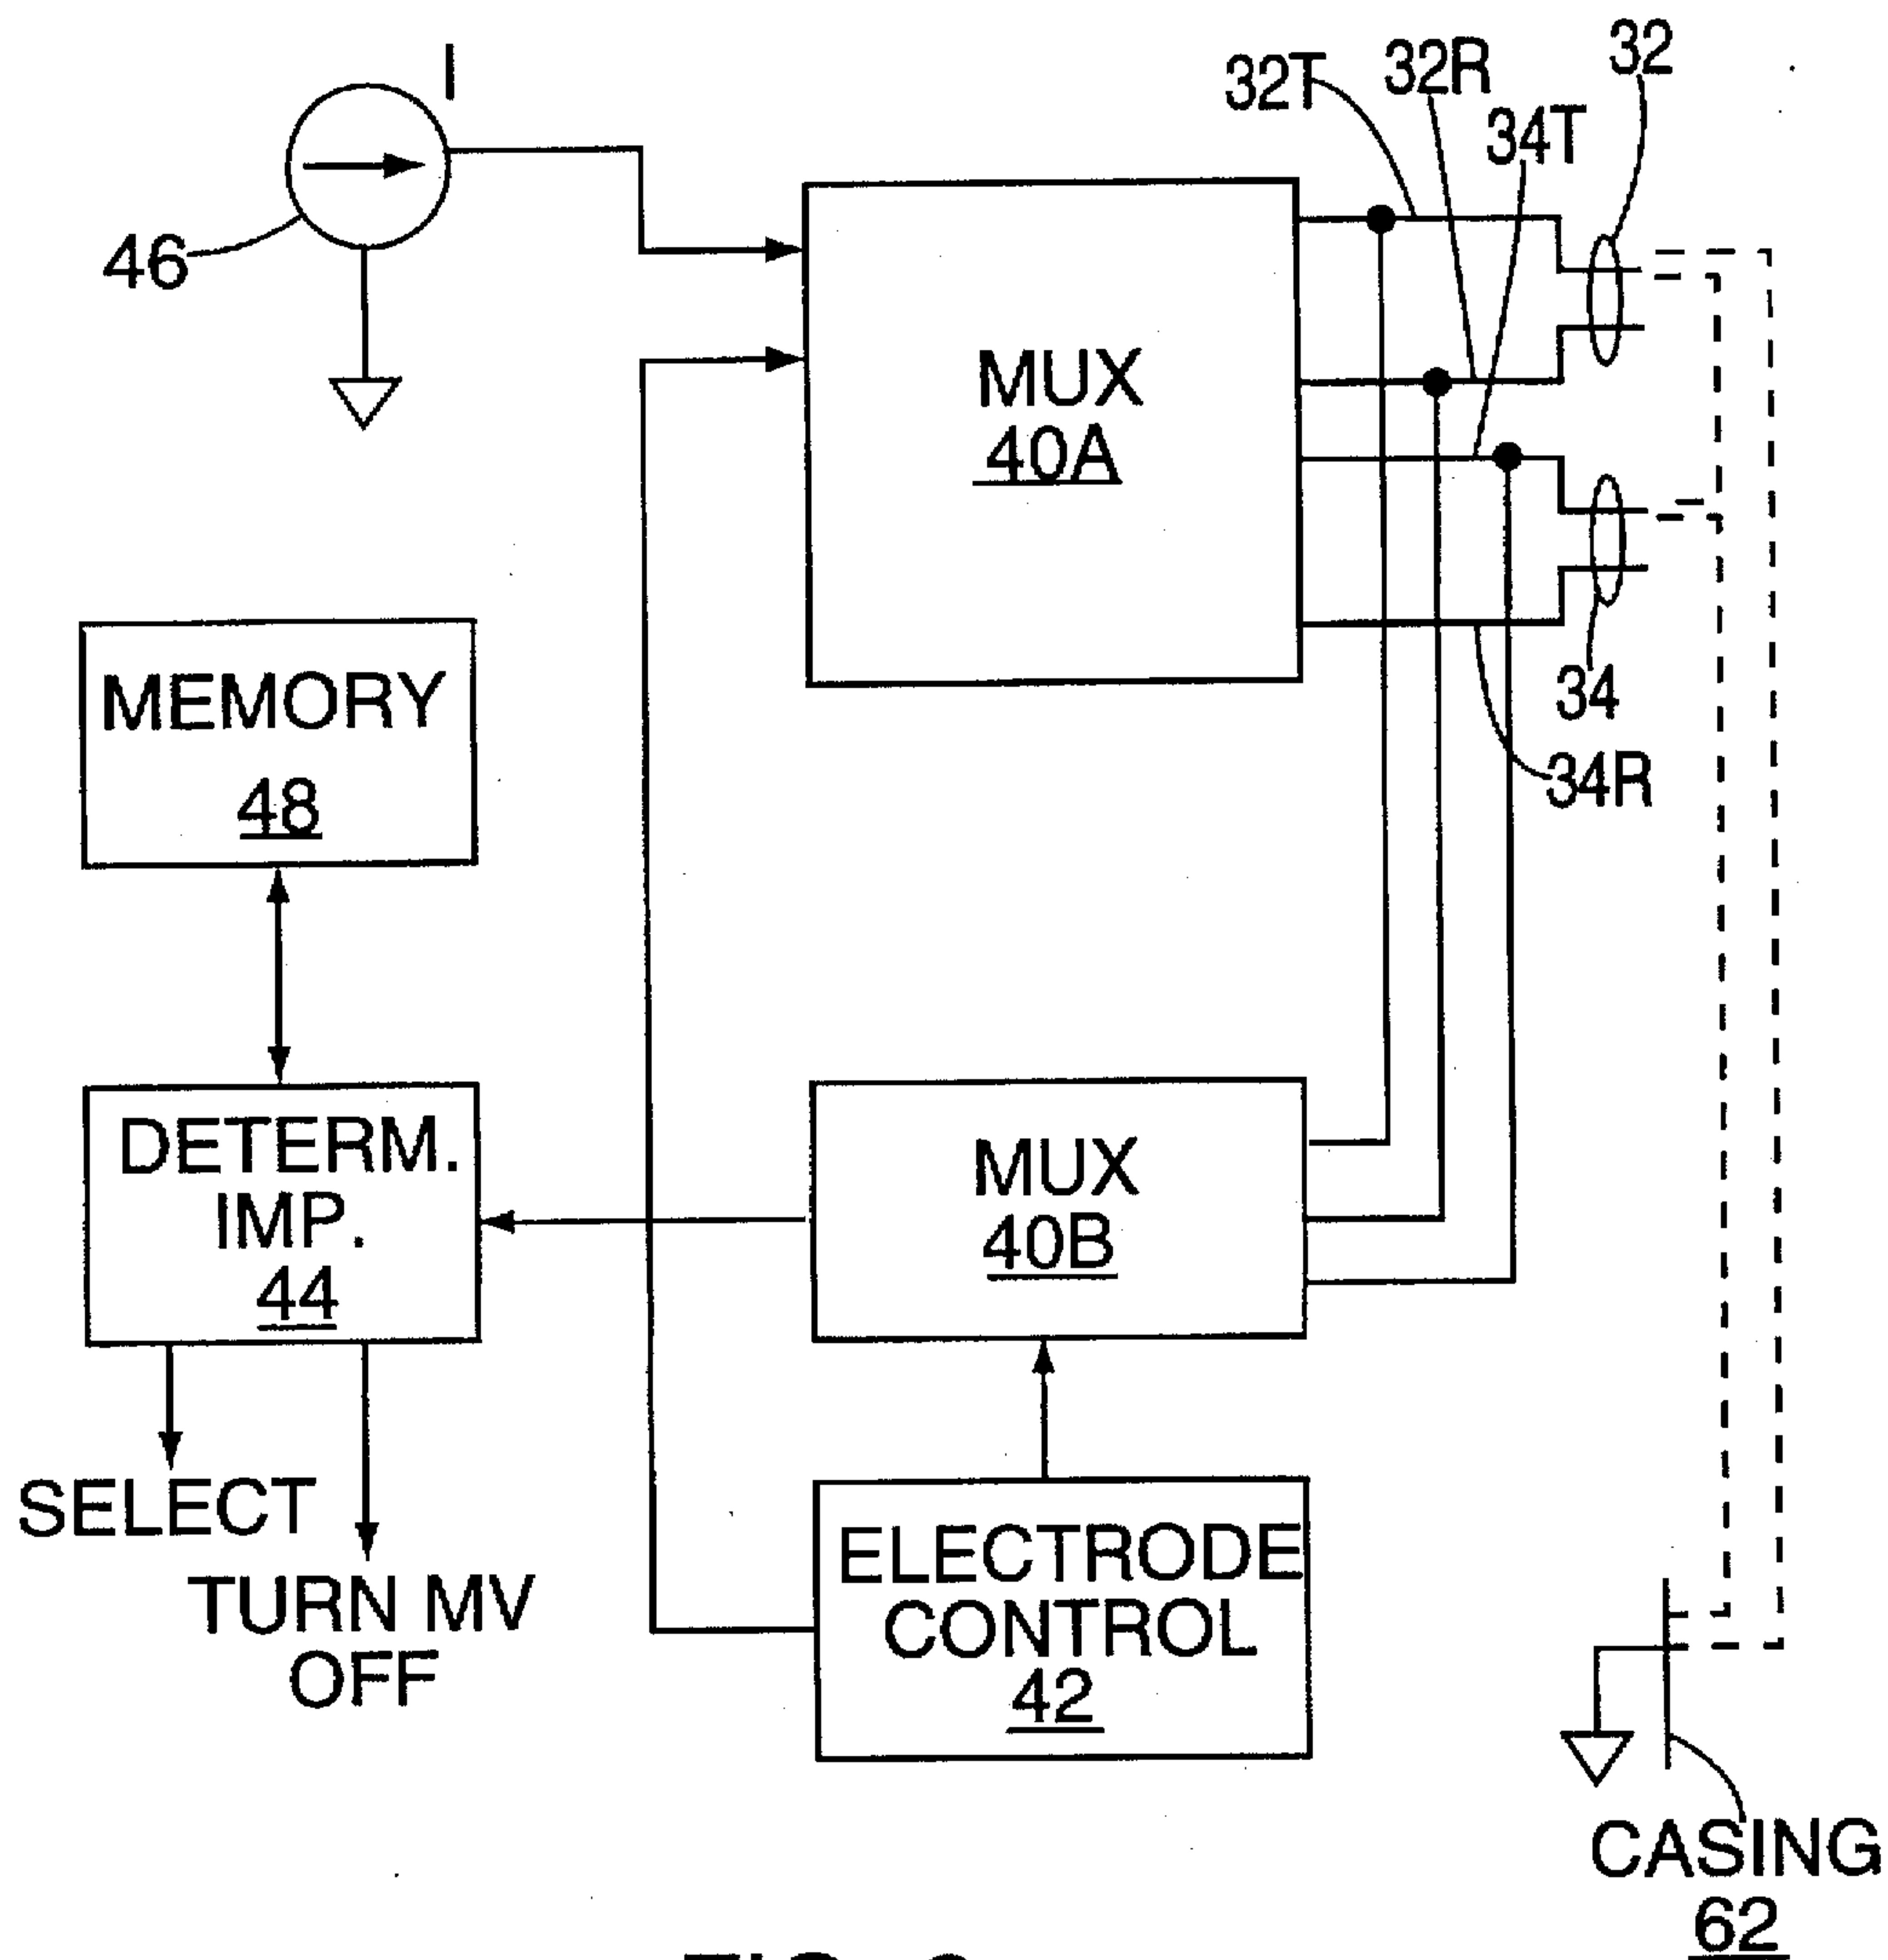 I
46
32T
32R
34T
32
MUX
40A
34
34R
MEMORY
48
DETERM.
IMP.
44
MUX
40B
SELECT
TURN MV
OFF
ELECTRODE
CONTROL
42
CASING
62